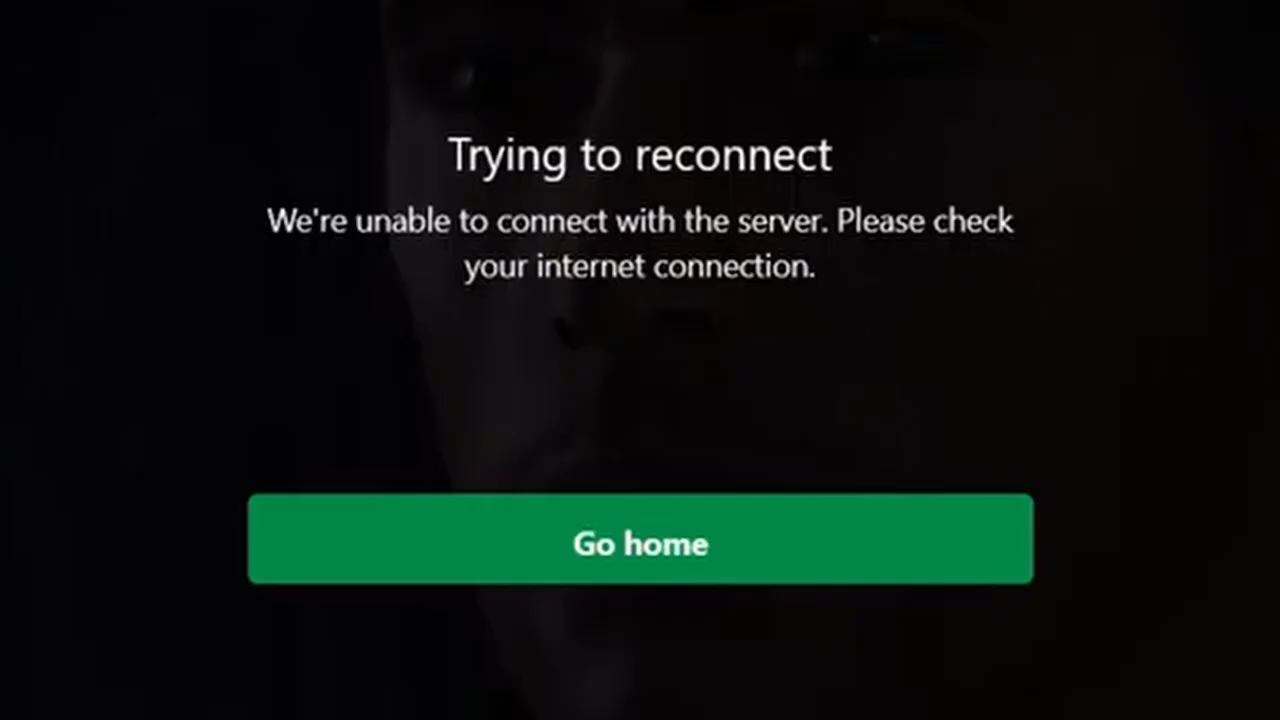 Trying to reconnect
We're unable to connect with the server. Please check
your internet connection.
Go home